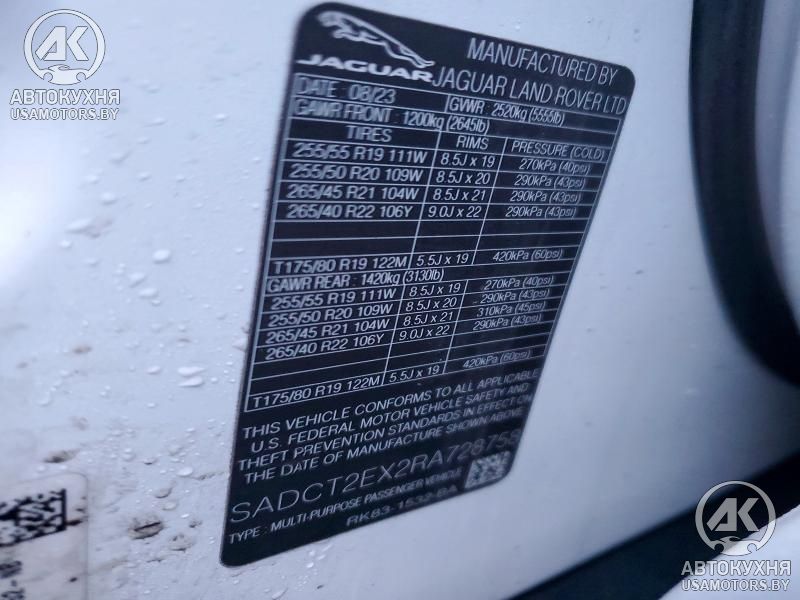 AK
АВТОКУХНЯ
USAMOTORS.BY
JAGUAR
MANUFACTURED BY
JAGUAR LAND ROVER LTD
DATE: 08/23 GVWR: 2520kg (5555lb)
GAWR FRONT: 1200kg (2645lb)
TIRES RIMS PRESSURE (COLD)
255/55 R19 111W 8.5J x 19 270kPa (40psi)
255/50 R20 109W 8.5J x 20 290kPa (43psi)
265/45 R21 104W 8.5J x 21 290kPa (43psi)
265/40 R22 106Y 9.0J x 22 290kPa (43psi)
T175/80 R19 122M 5.5J x 19 420kPa (60psi)
GAWR REAR: 1420kg (3130lb)
255/55 R19 111W 8.5J x 19 270kPa (40psi)
255/50 R20 109W 8.5J x 20 290kPa (43psi)
265/45 R21 104W 8.5J x 21 310kPa (45psi)
265/40 R22 106Y 9.0J x 22 290kPa (43psi)
T175/80 R19 122M 5.5J x 19 420kPa (60psi)
THIS VEHICLE CONFORMS TO ALL APPLICABLE
U.S. FEDERAL MOTOR VEHICLE SAFETY AND
THEFT PREVENTION STANDARDS IN EFFECT ON
THE DATE OF MANUFACTURE SHOWN ABOVE
SADCT2EX2RA728758
TYPE: MULTI-PURPOSE PASSENGER VEHICLE
RK83-1532-BA
AK
АВТОКУХНЯ
USAMOTORS.BY